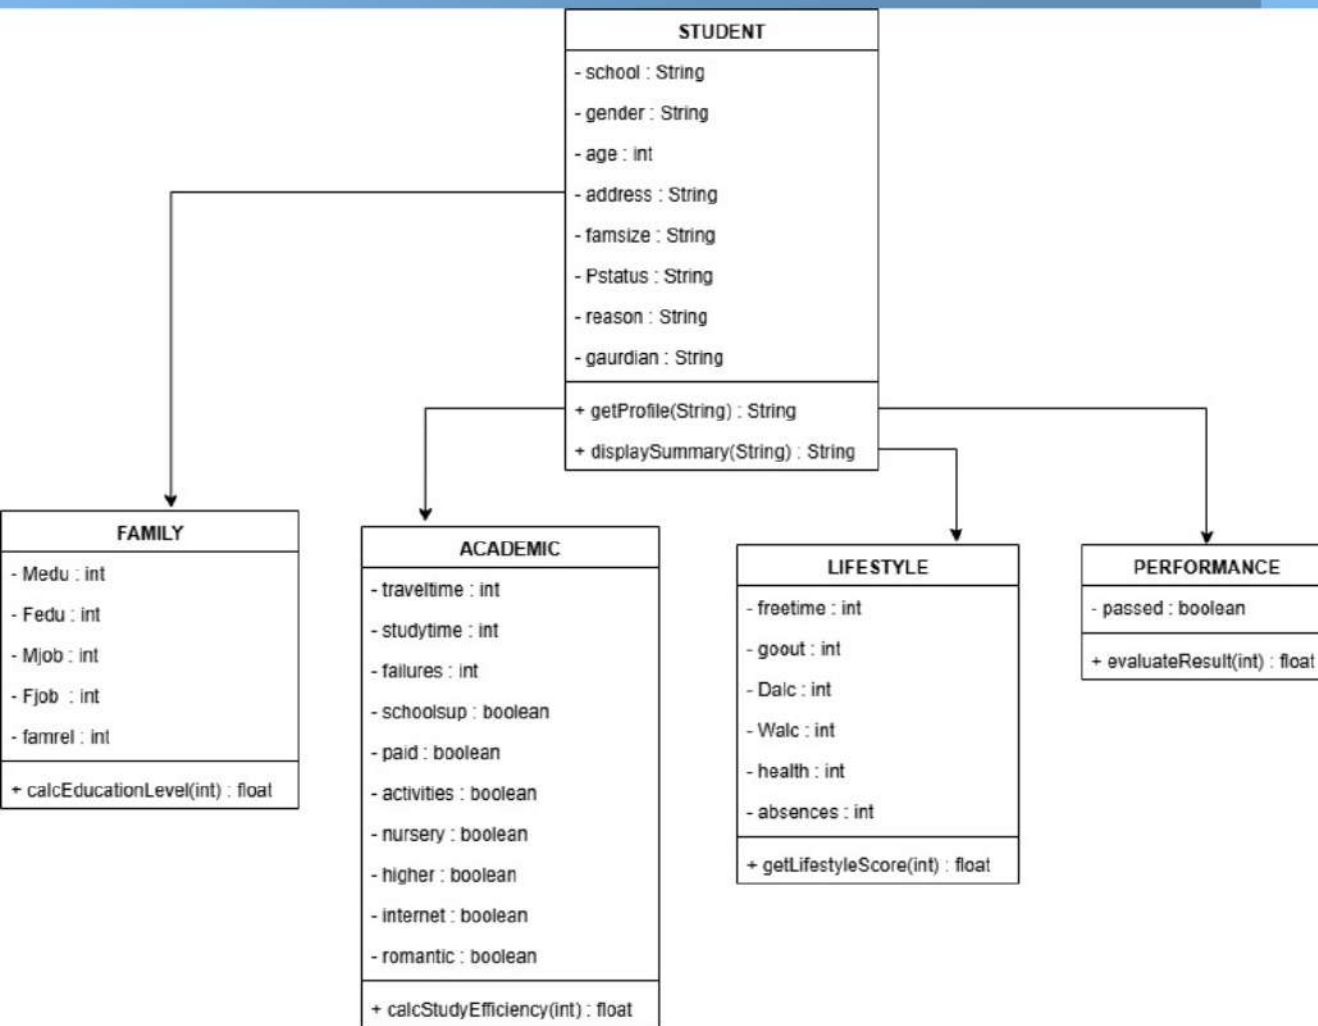 STUDENT
- school : String
- gender : String
- age : int
- address : String
- famsize : String
- Pstatus : String
- reason : String
- gaurdian : String
+ getProfile(String) : String
+ displaySummary(String) : String
FAMILY
- Medu : int
- Fedu : int
- Mjob : int
- Fjob : int
- famrel : int
+ calcEducationLevel(int) : float
ACADEMIC
- traveltime : int
- studytime : int
- failures : int
- schoolsup : boolean
- paid : boolean
- activities : boolean
- nursery : boolean
- higher : boolean
- internet : boolean
- romantic : boolean
+ calcStudyEfficiency(int) : float
LIFESTYLE
- freetime : int
- goout : int
- Dalc : int
- Walc : int
- health : int
- absences : int
+ getLifestyleScore(int) : float
PERFORMANCE
- passed : boolean
+ evaluateResult(int) : float